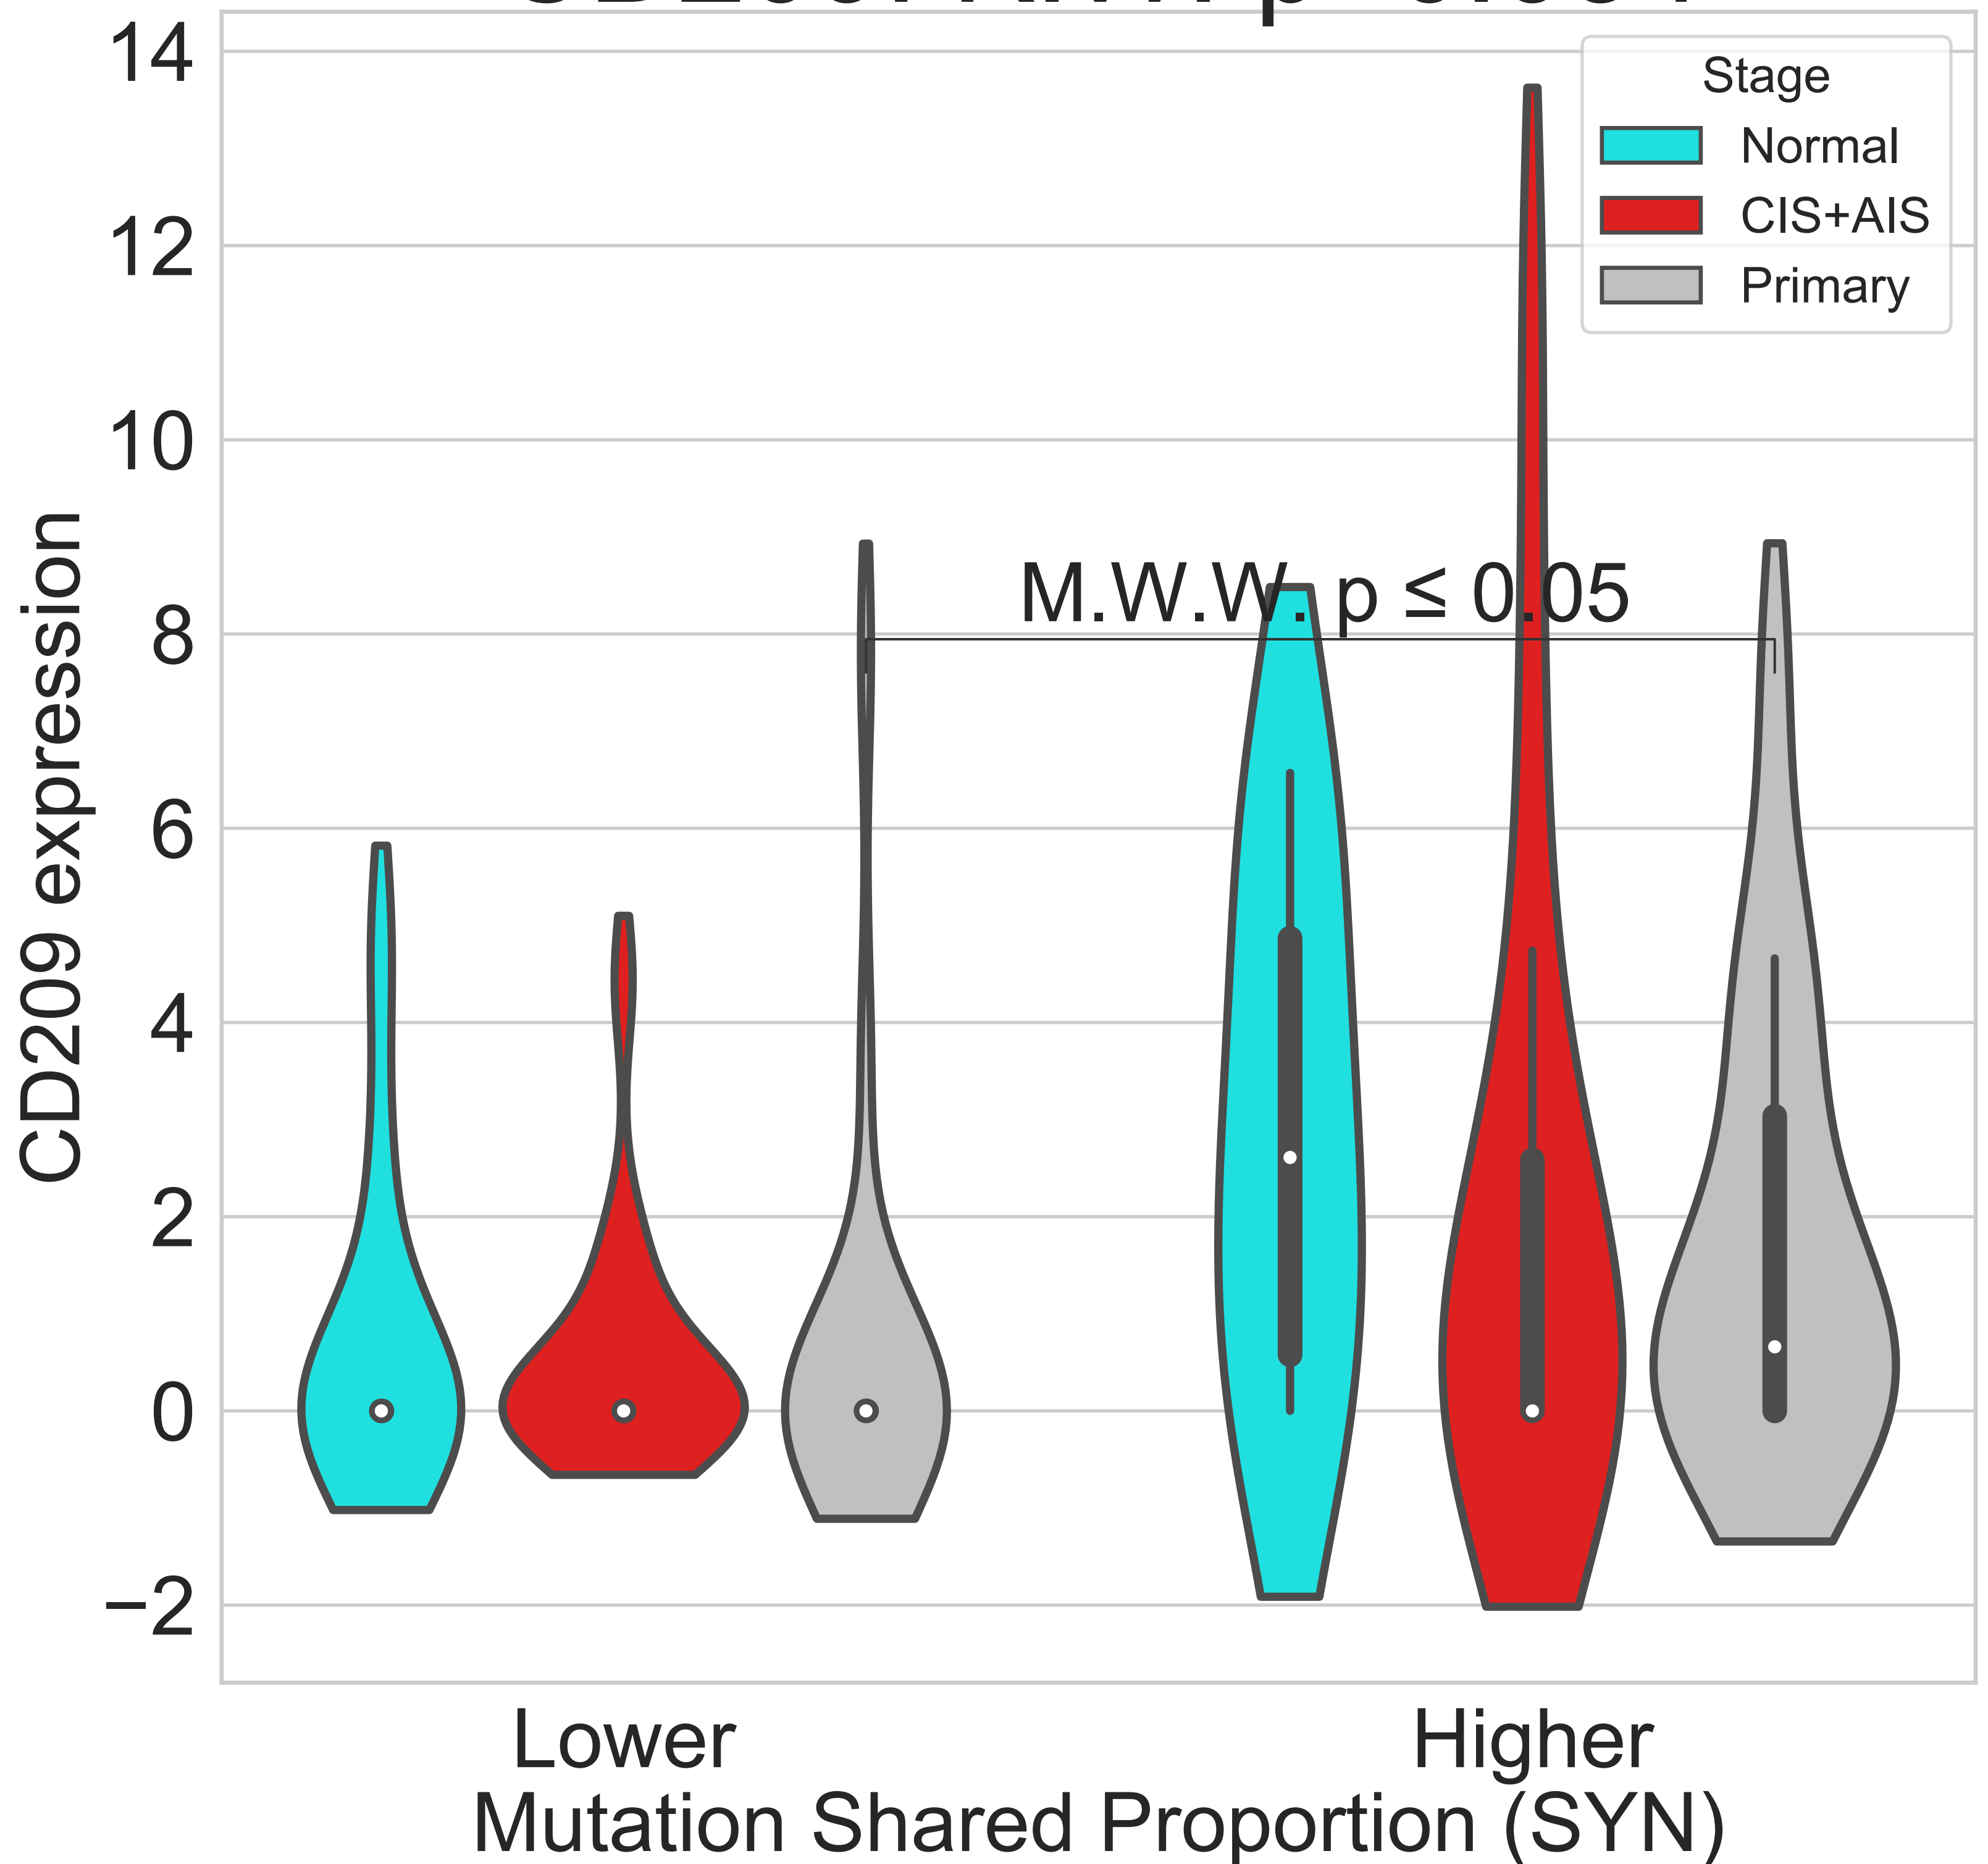 14
12
10
8
6
4
2
0
−2
CD209 expression
Stage
Normal
CIS+AIS
Primary
M.W.W. p ≤ 0.05
Lower
Higher
Mutation Shared Proportion (SYN)